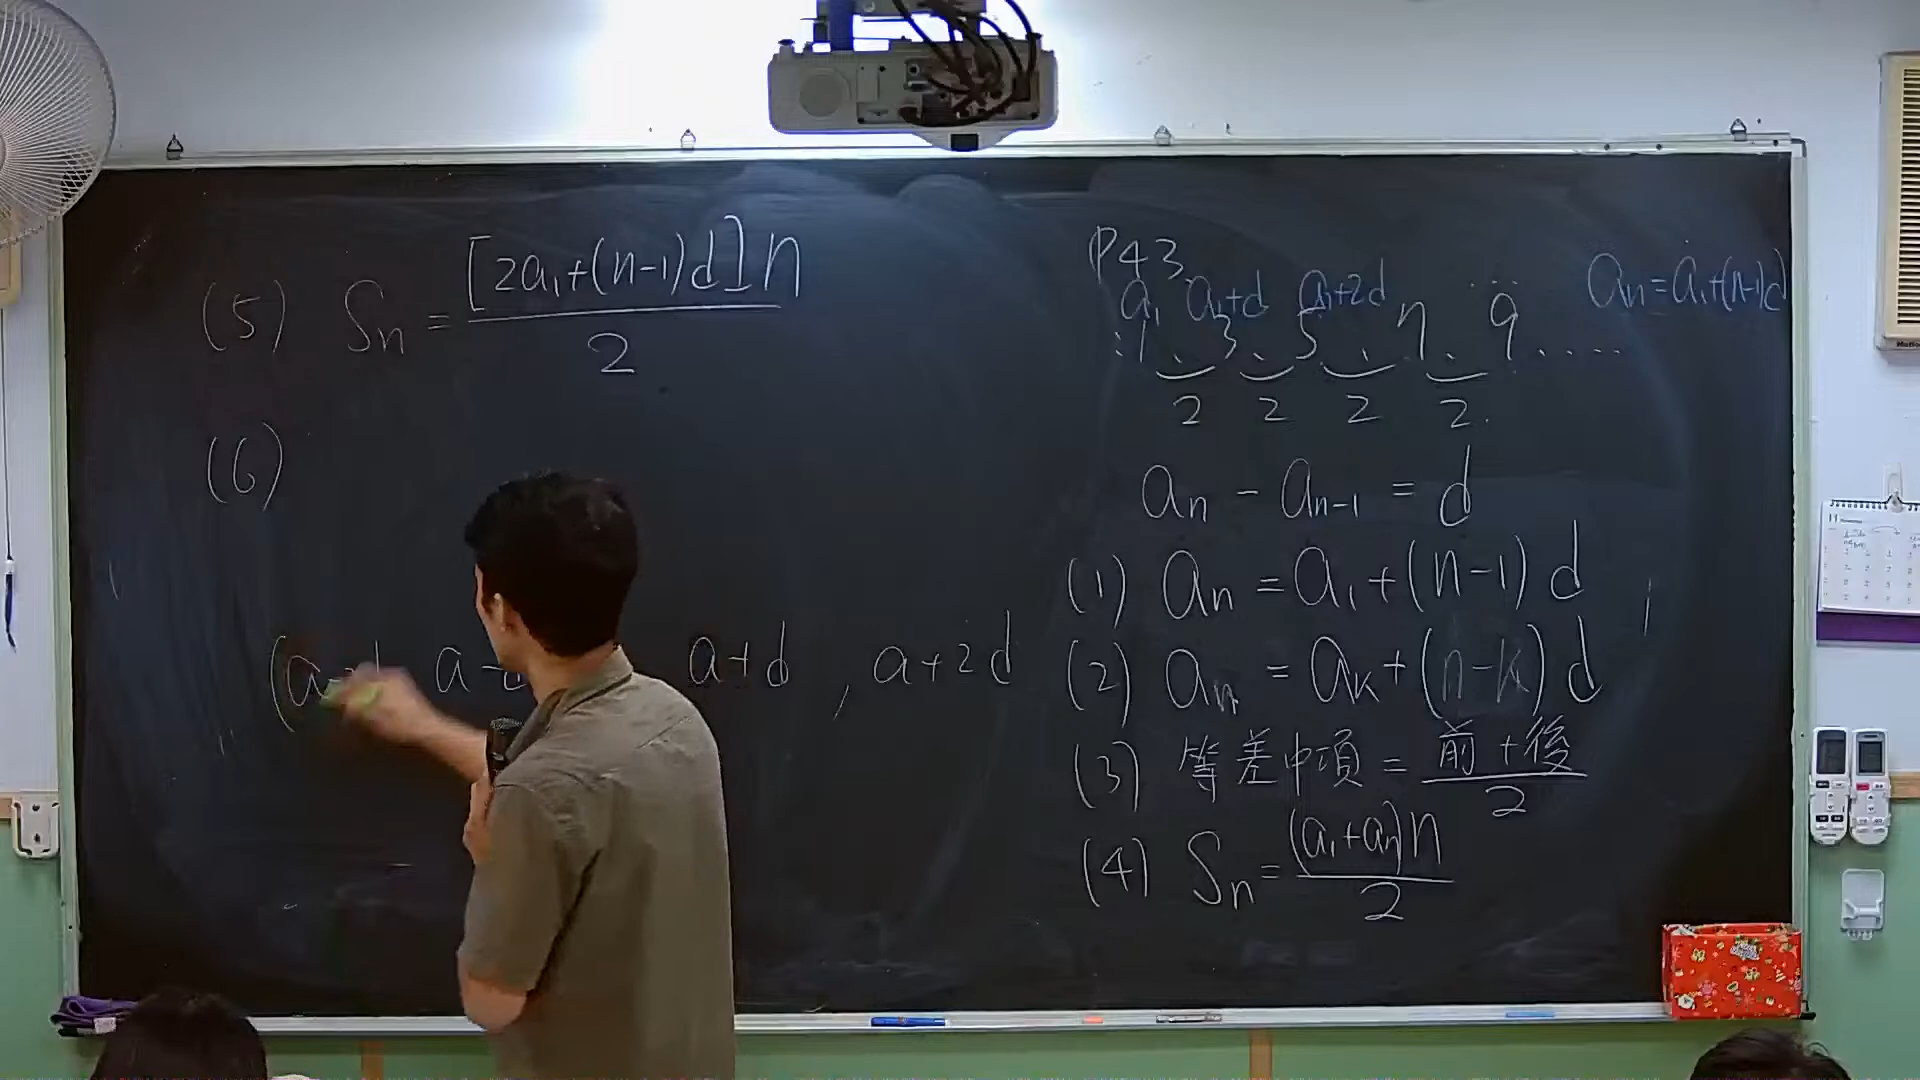 (5) Sn = [2a₁+(n-1)d]n / 2
(6)
(a-2d a- a+d , a+2d
P43
a₁ a₁+d a₁+2d ... an=a₁+(n-1)d
1、3、5、7、9.....
2 2 2 2
an - an-1 = d
(1) an = a₁+(n-1)d
(2) an = ak+(n-k)d
(3) 等差中項 = 前+後 / 2
(4) Sn = (a₁+an)n / 2